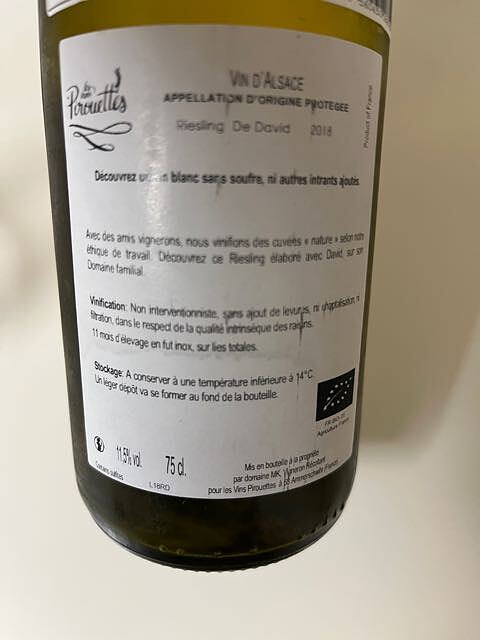 les vins
Pirouettes
VIN D'ALSACE
APPELLATION D'ORIGINE PROTEGEE
Riesling De David 2018
Product of France
Découvrez un vin blanc sans soufre, ni autres intrants ajoutés.
Avec des amis vignerons, nous vinifions des cuvées « nature » selon notre
éthique de travail. Découvrez ce Riesling élaboré avec David, sur son
Domaine familial.
Vinification: Non interventionniste, sans ajout de levures, ni chaptalisation, ni
filtration, dans le respect de la qualité intrinsèque des raisins.
11 mois d'élevage en fut inox, sur lies totales.
Stockage: A conserver à une température inférieure à 14°C.
Un léger dépôt va se former au fond de la bouteille.
Agriculture France
11,5% vol.
75 cl.
Contains sulfites
L18RD
Mis en bouteille à la propriété
par domaine MK, Vigneron Récoltant
pour les Vins Pirouettes à Ammerschwihr (France)